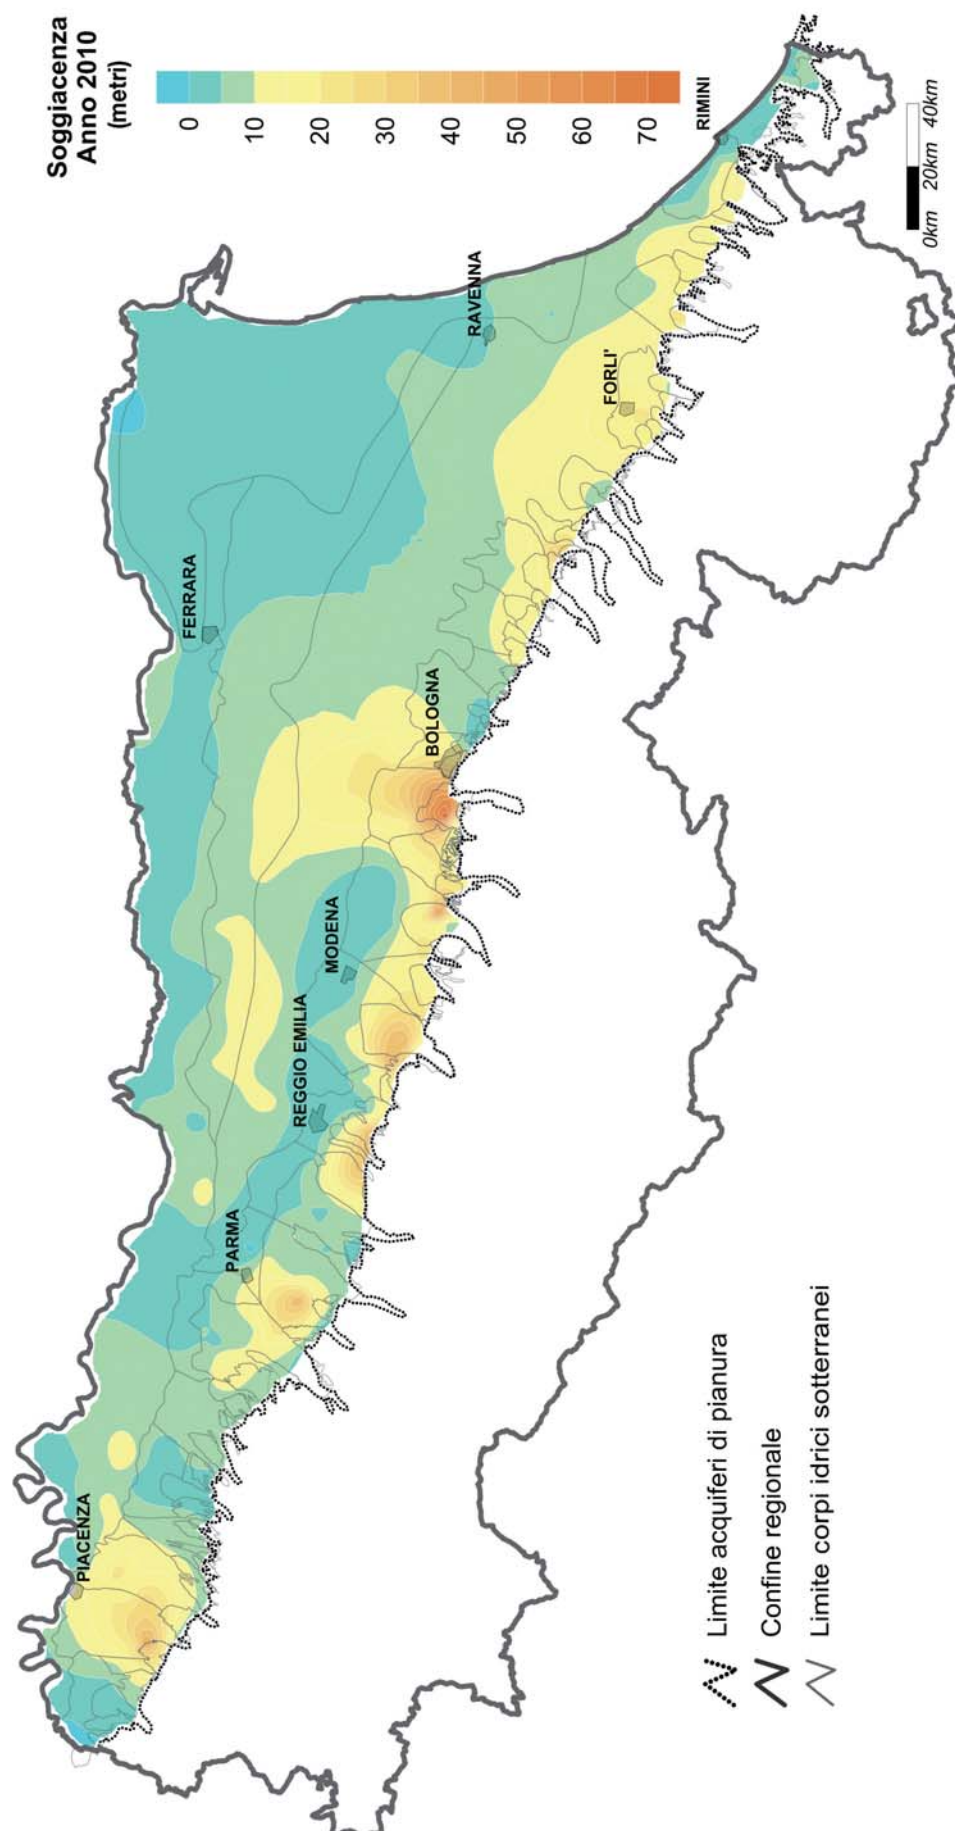 Soggiacenza
Anno 2010
(metri)
0
10
20
30
40
50
60
70
PIACENZA
PARMA
REGGIO EMILIA
MODENA
BOLOGNA
FERRARA
RAVENNA
FORLI'
RIMINI
Limite acquiferi di pianura
Confine regionale
Limite corpi idrici sotterranei
0km 20km 40km